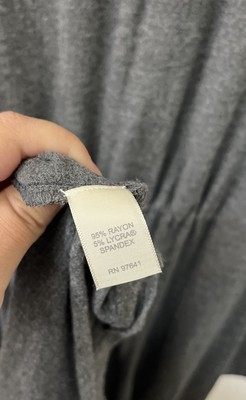 95% RAYON
5% LYCRA®
SPANDEX
RN 97641